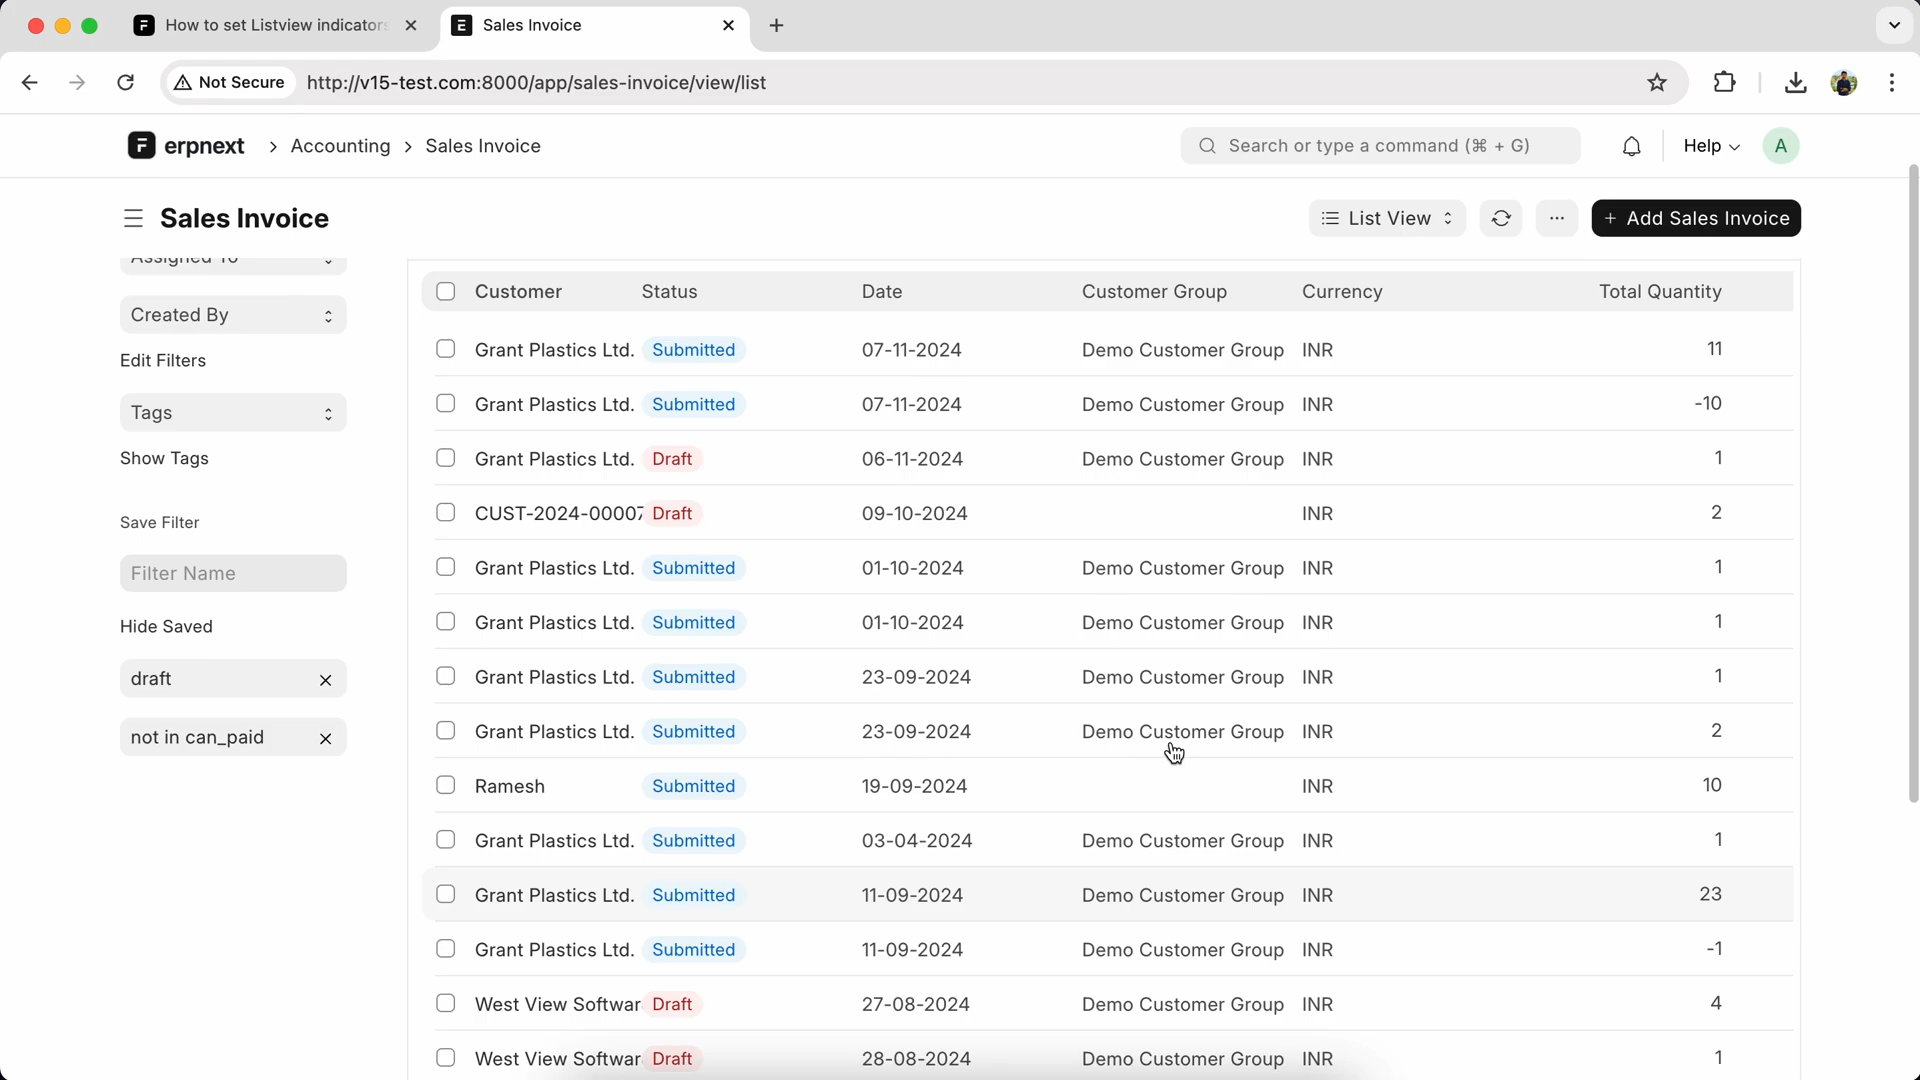 How to set Listview indicators
Sales Invoice
Not Secure http://v15-test.com:8000/app/sales-invoice/view/list
erpnext > Accounting > Sales Invoice
Search or type a command (⌘ + G)
Help
A
Sales Invoice
List View
+ Add Sales Invoice
Assigned To
Created By
Edit Filters
Tags
Show Tags
Save Filter
Filter Name
Hide Saved
draft
not in can_paid
Customer Status Date Customer Group Currency Total Quantity
Grant Plastics Ltd. Submitted 07-11-2024 Demo Customer Group INR 11
Grant Plastics Ltd. Submitted 07-11-2024 Demo Customer Group INR -10
Grant Plastics Ltd. Draft 06-11-2024 Demo Customer Group INR 1
CUST-2024-00007 Draft 09-10-2024 INR 2
Grant Plastics Ltd. Submitted 01-10-2024 Demo Customer Group INR 1
Grant Plastics Ltd. Submitted 01-10-2024 Demo Customer Group INR 1
Grant Plastics Ltd. Submitted 23-09-2024 Demo Customer Group INR 1
Grant Plastics Ltd. Submitted 23-09-2024 Demo Customer Group INR 2
Ramesh Submitted 19-09-2024 INR 10
Grant Plastics Ltd. Submitted 03-04-2024 Demo Customer Group INR 1
Grant Plastics Ltd. Submitted 11-09-2024 Demo Customer Group INR 23
Grant Plastics Ltd. Submitted 11-09-2024 Demo Customer Group INR -1
West View Softwar Draft 27-08-2024 Demo Customer Group INR 4
West View Softwar Draft 28-08-2024 Demo Customer Group INR 1